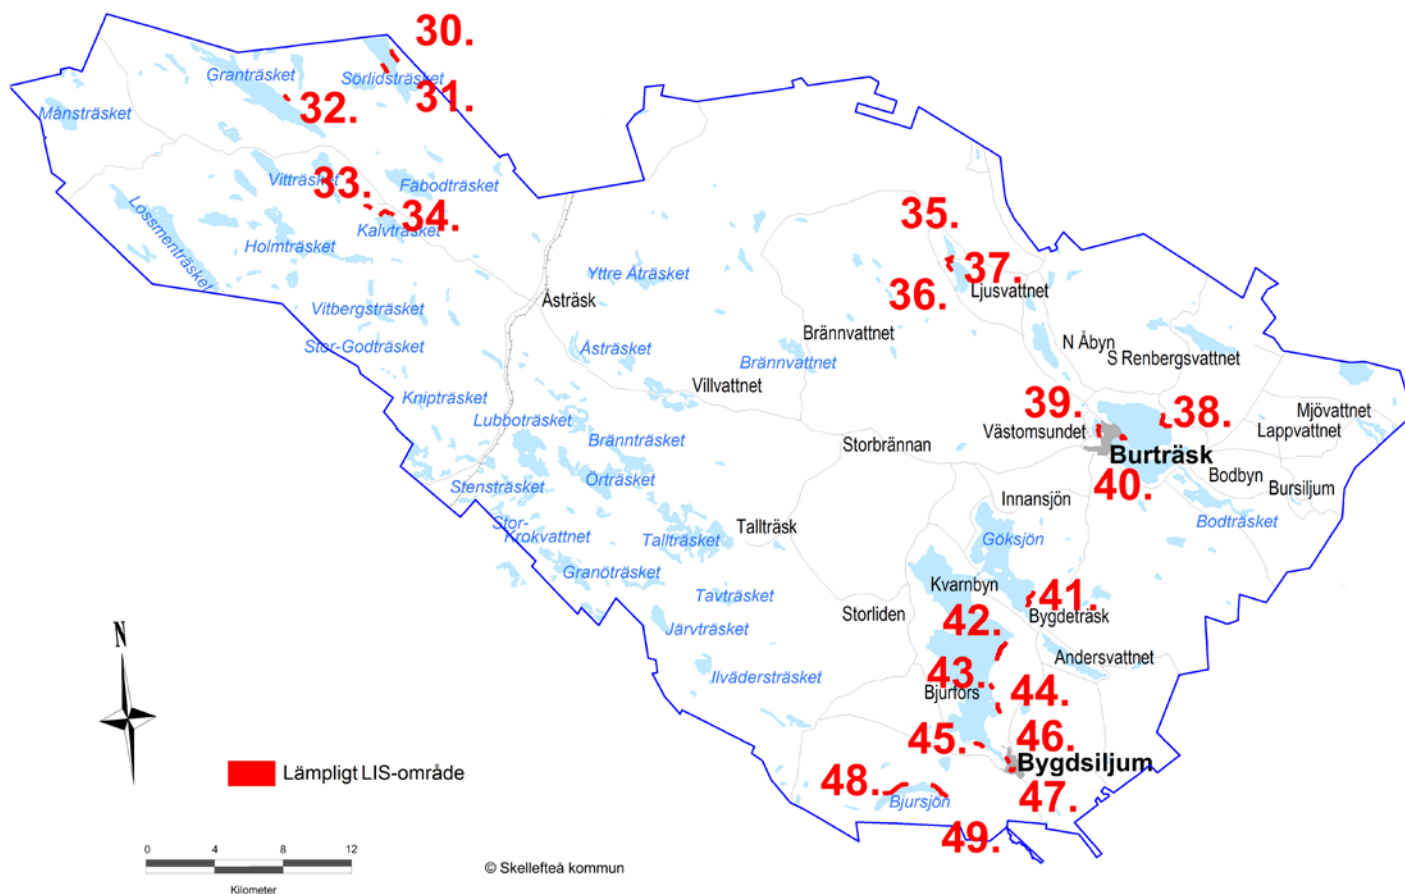 30.
Granträsket
Sörlidsträsket
31.
32.
Månsträsket
33.
Vitträsket
Fäbodträsket
34.
Kalvträsket
Lossmenträsket
Holmträsket
35.
37.
36.
Ljusvattnet
Yttre Åträsket
Åsträsk
Vitbergsträsket
Stor-Godträsket
Åsträsket
Brännvattnet
Brännvattnet
N Åbyn
S Renbergsvattnet
Villvattnet
Knipträsket
Lubboträsket
Brännträsket
39.
38.
Västomsundet
Mjövattnet
Lappvattnet
Storbrännan
Burträsk
40.
Bodbyn
Bursiljum
Bodträsket
Örträsket
Stensträsket
Innansjön
Stor-
Krokvattnet
Tallträsket
Tallträsk
Göksjön
Granöträsket
Tavträsket
Kvarnbyn
41.
Bygdeträsk
Storliden
42.
Järvträsket
Andersvattnet
Ilvädersträsket
43.
Bjurfors
44.
45.
46.
Bygdsiljum
47.
48.
Bjursjön
49.
N
Lämpligt LIS-område
0 4 8 12
Kilometer
© Skellefteå kommun